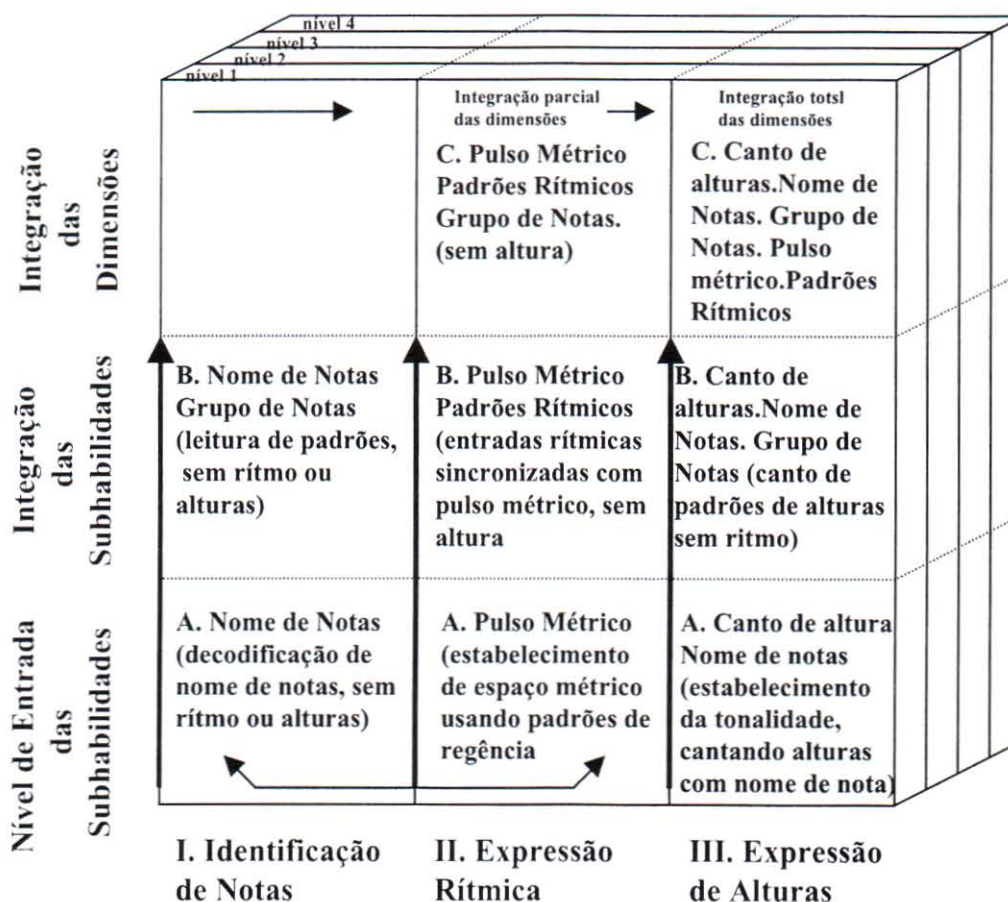 nível 4
nível 3
nível 2
nível 1
Integração
das
Dimensões
Integração parcial
das dimensões
C. Pulso Métrico
Padrões Rítmicos
Grupo de Notas.
(sem altura)
Integração totsl
das dimensões
C. Canto de
alturas.Nome de
Notas. Grupo de
Notas. Pulso
métrico.Padrões
Rítmicos
Integração
das
Subhabilidades
B. Nome de Notas
Grupo de Notas
(leitura de padrões,
sem rítmo ou
alturas)
B. Pulso Métrico
Padrões Rítmicos
(entradas rítmicas
sincronizadas com
pulso métrico, sem
altura
B. Canto de
alturas.Nome de
Notas. Grupo de
Notas (canto de
padrões de alturas
sem ritmo)
Nível de Entrada
das
Subhabilidades
A. Nome de Notas
(decodificação de
nome de notas, sem
rítmo ou alturas)
A. Pulso Métrico
(estabelecimento
de espaço métrico
usando padrões de
regência
A. Canto de altura
Nome de notas
(estabelecimento
da tonalidade,
cantando alturas
com nome de nota)
I. Identificação
de Notas
II. Expressão
Rítmica
III. Expressão
de Alturas